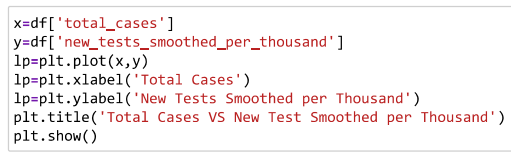 x=df['total_cases']
y=df['new_tests_smoothed_per_thousand']
lp=plt.plot(x,y)
lp=plt.xlabel('Total Cases')
lp=plt.ylabel('New Tests Smoothed per Thousand')
plt.title('Total Cases VS New Test Smoothed per Thousand')
plt.show()